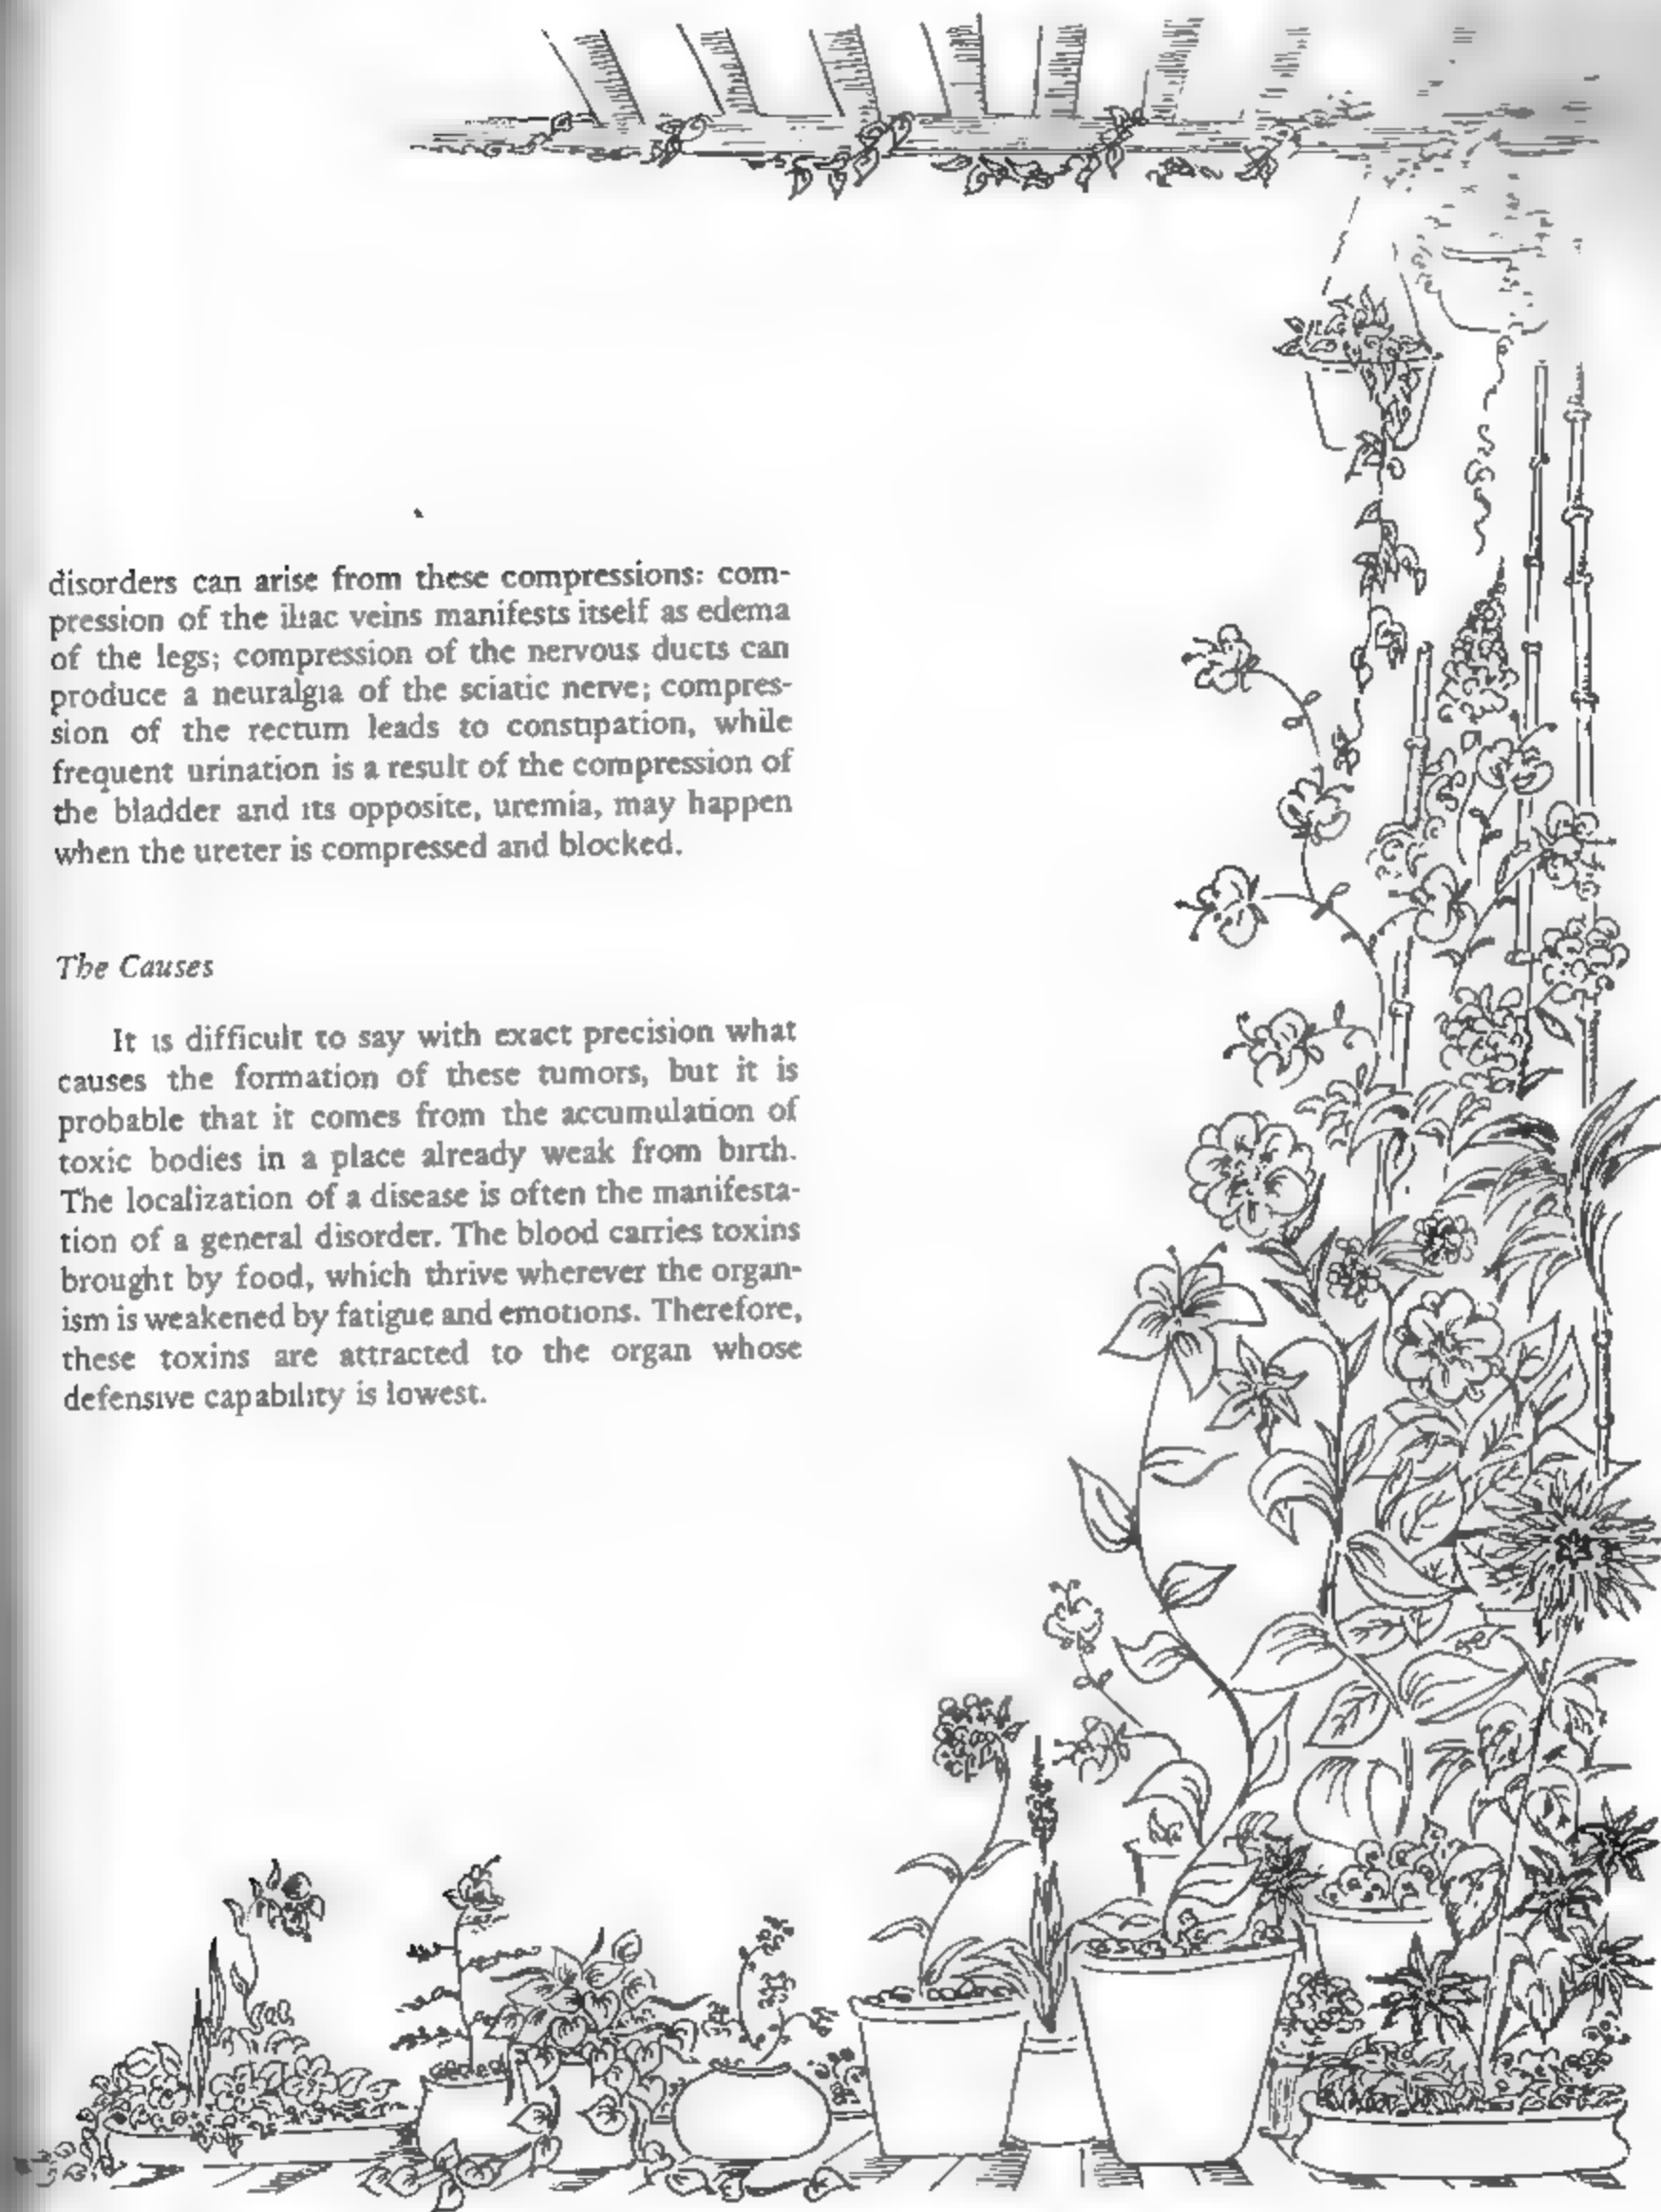 disorders can arise from these compressions: com-
pression of the iliac veins manifests itself as edema
of the legs; compression of the nervous ducts can
produce a neuralgia of the sciatic nerve; compres-
sion of the rectum leads to constipation, while
frequent urination is a result of the compression of
the bladder and its opposite, uremia, may happen
when the ureter is compressed and blocked.
The Causes
It is difficult to say with exact precision what
causes the formation of these tumors, but it is
probable that it comes from the accumulation of
toxic bodies in a place already weak from birth.
The localization of a disease is often the manifesta-
tion of a general disorder. The blood carries toxins
brought by food, which thrive wherever the organ-
ism is weakened by fatigue and emotions. Therefore,
these toxins are attracted to the organ whose
defensive capability is lowest.